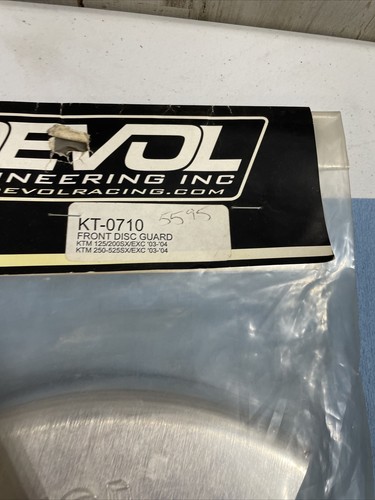 DEVOL
NEERING INC
DEVOLRACING.COM
KT-0710
5595
FRONT DISC GUARD
KTM 125/200SX/EXC '03-'04
KTM 250-525SX/EXC '03-'04